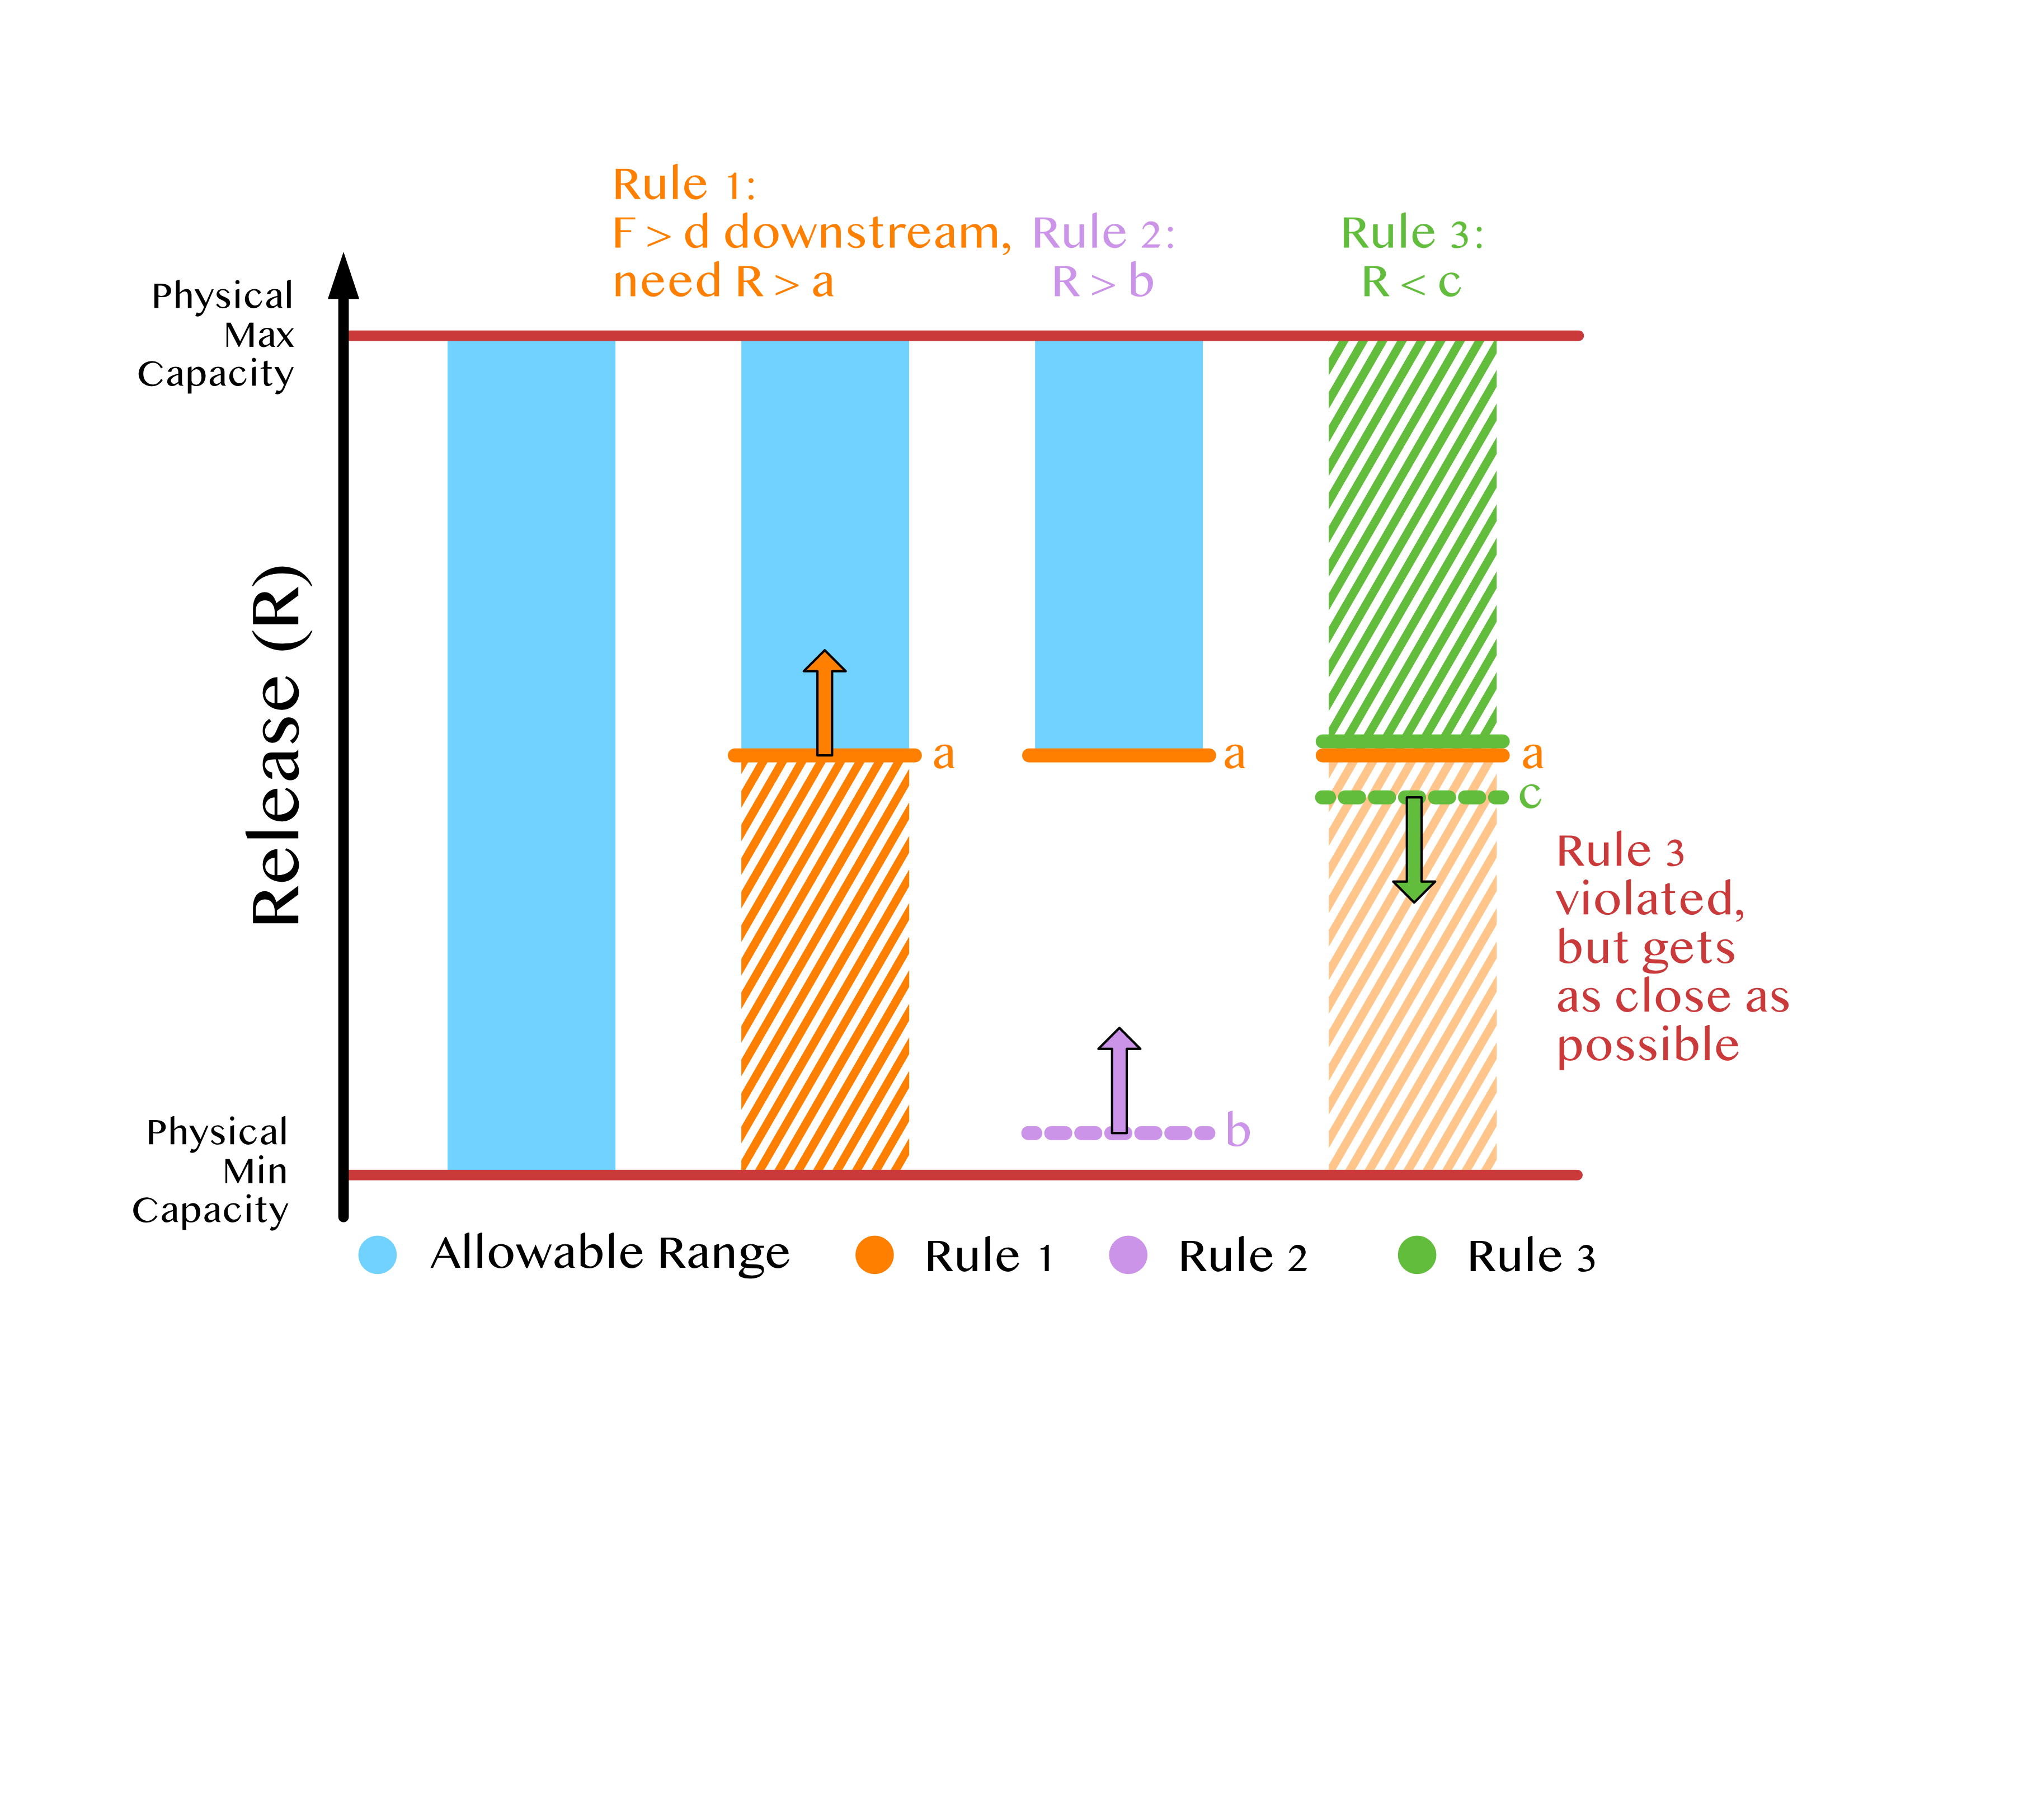 Rule 1:
F > d downstream,
need R > a
Rule 2:
R > b
Rule 3:
R < c
Physical
Max
Capacity
Release (R)
a
a
a
c
Rule 3
violated,
but gets
as close as
possible
b
Physical
Min
Capacity
Allowable Range
Rule 1
Rule 2
Rule 3